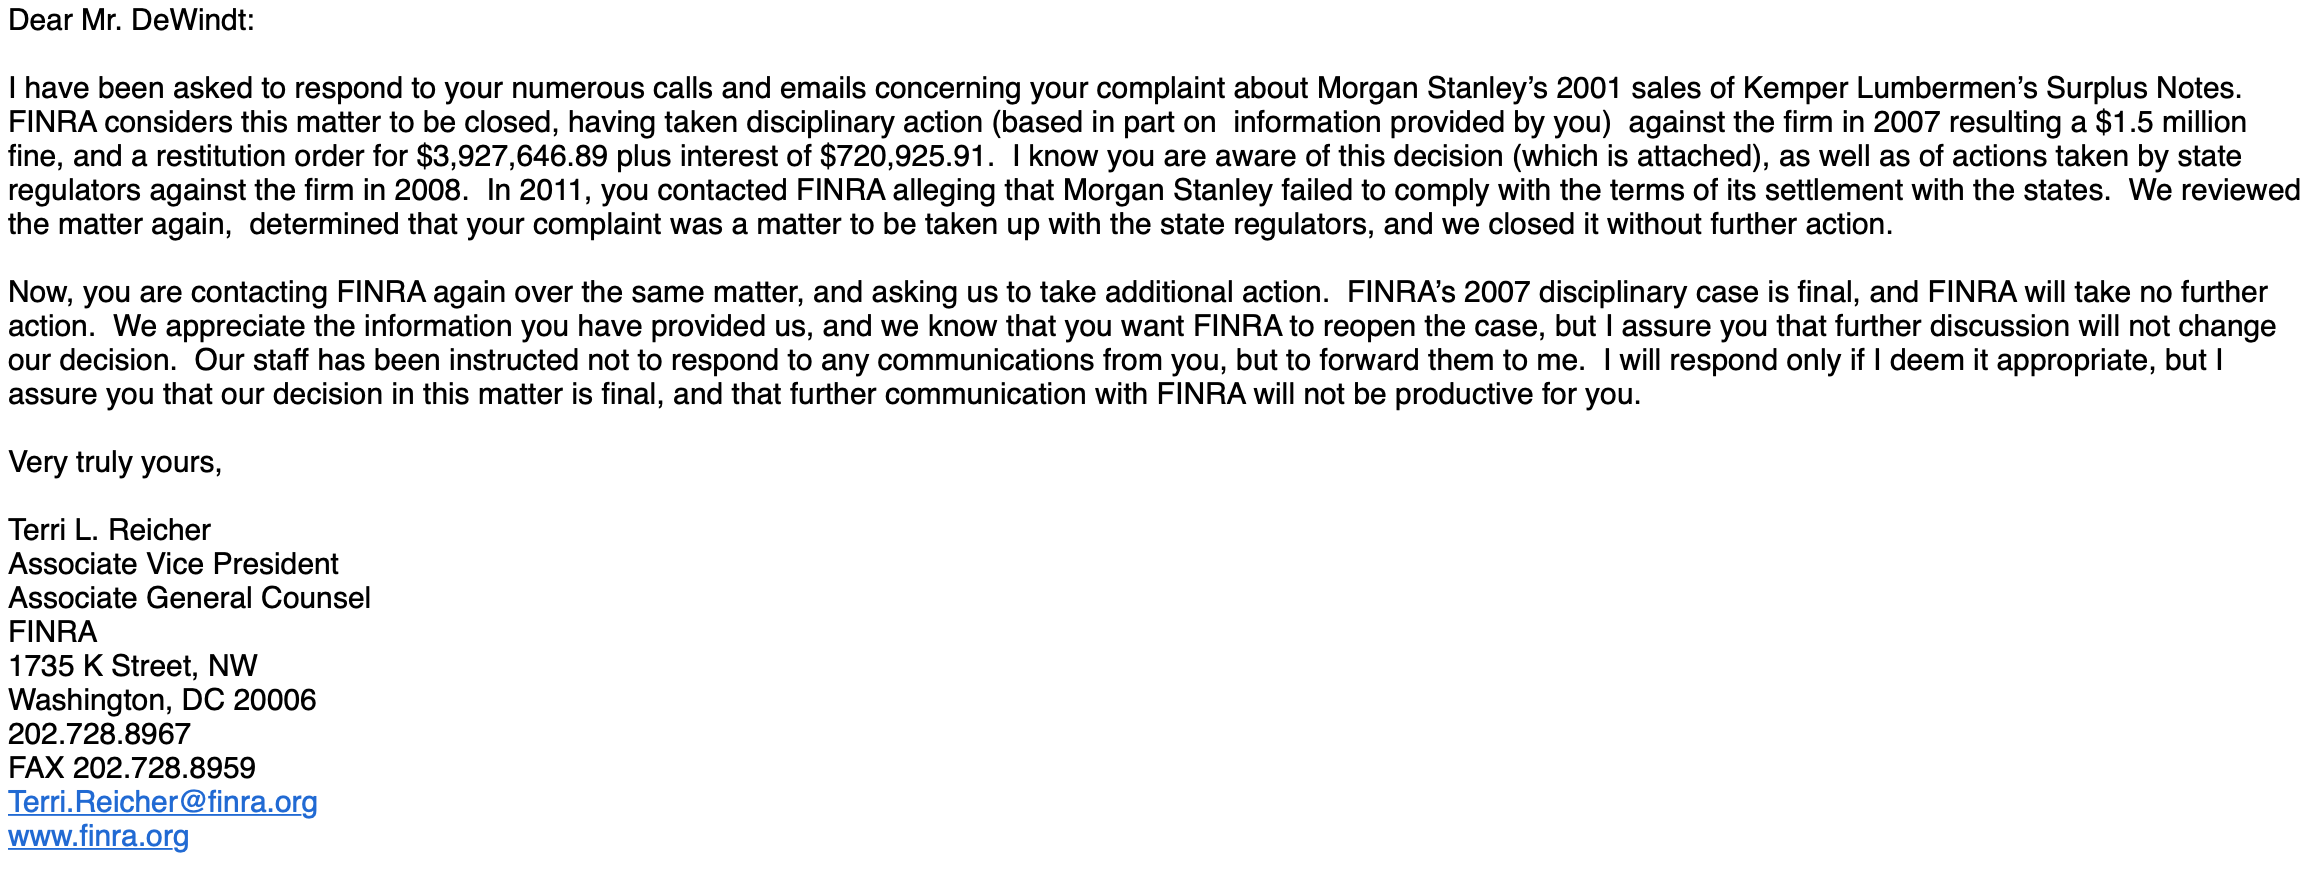 Dear Mr. DeWindt:
I have been asked to respond to your numerous calls and emails concerning your complaint about Morgan Stanley’s 2001 sales of Kemper Lumbermen’s Surplus Notes.
FINRA considers this matter to be closed, having taken disciplinary action (based in part on  information provided by you)  against the firm in 2007 resulting a $1.5 million
fine, and a restitution order for $3,927,646.89 plus interest of $720,925.91.  I know you are aware of this decision (which is attached), as well as of actions taken by state
regulators against the firm in 2008.  In 2011, you contacted FINRA alleging that Morgan Stanley failed to comply with the terms of its settlement with the states.  We reviewed
the matter again,  determined that your complaint was a matter to be taken up with the state regulators, and we closed it without further action.
Now, you are contacting FINRA again over the same matter, and asking us to take additional action.  FINRA’s 2007 disciplinary case is final, and FINRA will take no further
action.  We appreciate the information you have provided us, and we know that you want FINRA to reopen the case, but I assure you that further discussion will not change
our decision.  Our staff has been instructed not to respond to any communications from you, but to forward them to me.  I will respond only if I deem it appropriate, but I
assure you that our decision in this matter is final, and that further communication with FINRA will not be productive for you.
Very truly yours,
Terri L. Reicher
Associate Vice President
Associate General Counsel
FINRA
1735 K Street, NW
Washington, DC 20006
202.728.8967
FAX 202.728.8959
Terri.Reicher@finra.org
www.finra.org